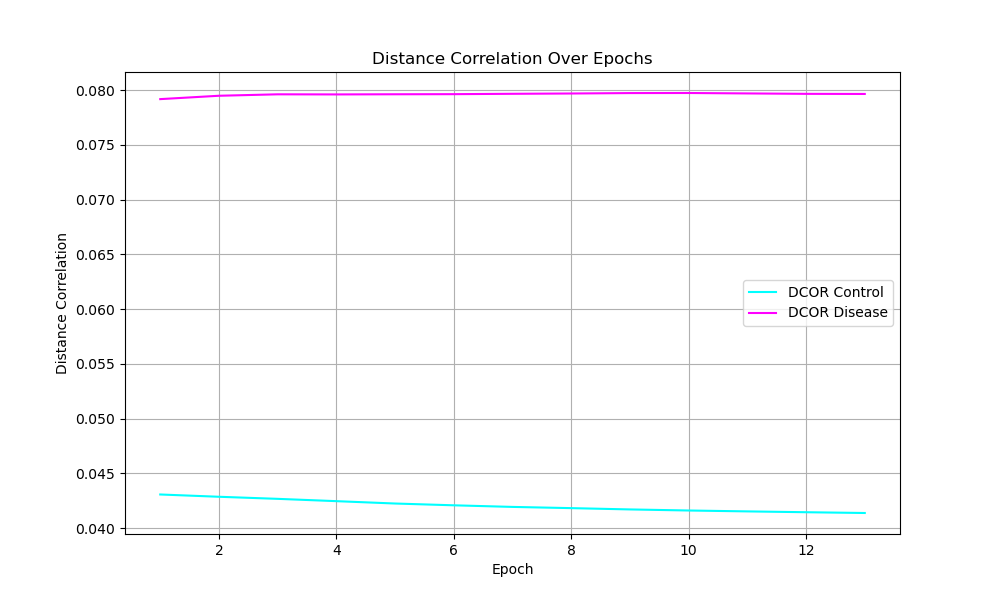 Distance Correlation Over Epochs
Distance Correlation
0.080
0.075
0.070
0.065
0.060
0.055
0.050
0.045
0.040
DCOR Control
DCOR Disease
2 4 6 8 10 12
Epoch